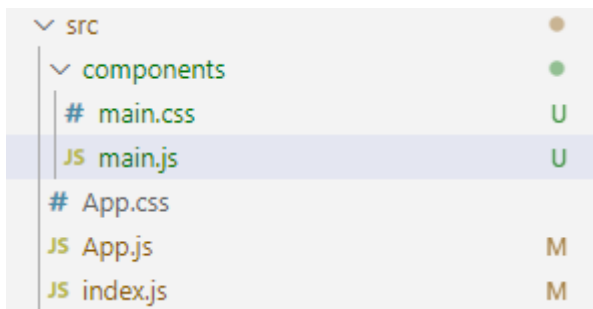 src
components
# main.css U
JS main.js U
# App.css
JS App.js M
JS index.js M